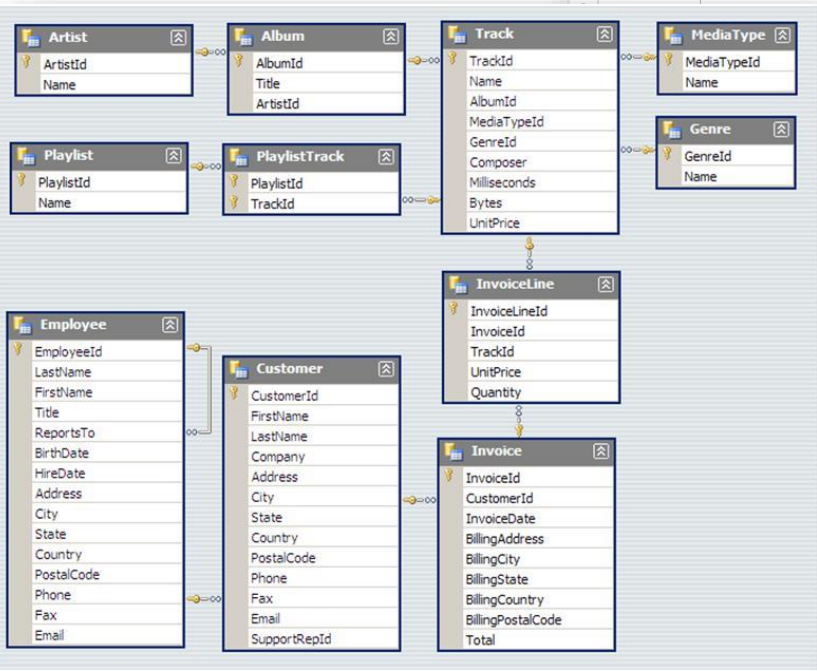 Artist
ArtistId
Name
Album
AlbumId
Title
ArtistId
Track
TrackId
Name
AlbumId
MediaTypeId
GenreId
Composer
Milliseconds
Bytes
UnitPrice
MediaType
MediaTypeId
Name
Genre
GenreId
Name
Playlist
PlaylistId
Name
PlaylistTrack
PlaylistId
TrackId
InvoiceLine
InvoiceLineId
InvoiceId
TrackId
UnitPrice
Quantity
Employee
EmployeeId
LastName
FirstName
Title
ReportsTo
BirthDate
HireDate
Address
City
State
Country
PostalCode
Phone
Fax
Email
Customer
CustomerId
FirstName
LastName
Company
Address
City
State
Country
PostalCode
Phone
Fax
Email
SupportRepId
Invoice
InvoiceId
CustomerId
InvoiceDate
BillingAddress
BillingCity
BillingState
BillingCountry
BillingPostalCode
Total